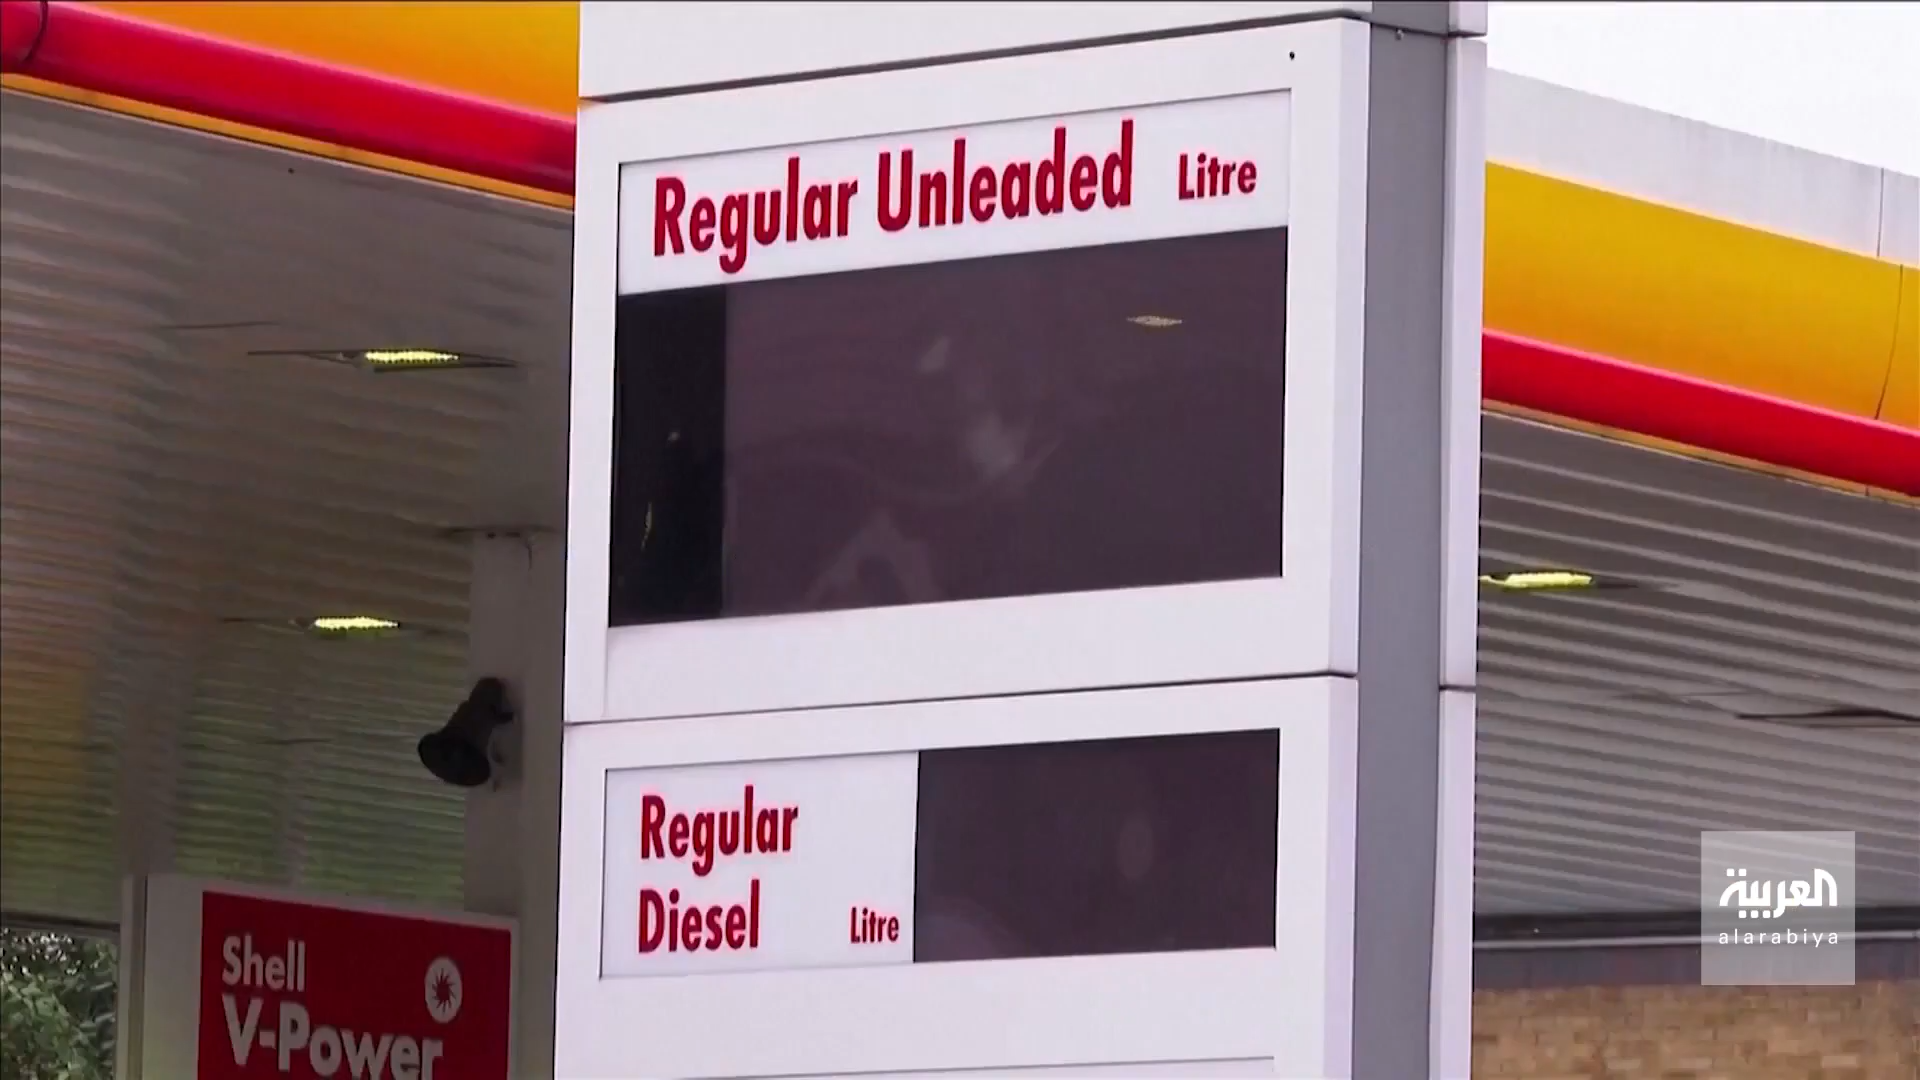 Regular Unleaded Litre
Regular
Diesel Litre
Shell
V-Power
العربية
alarabiya